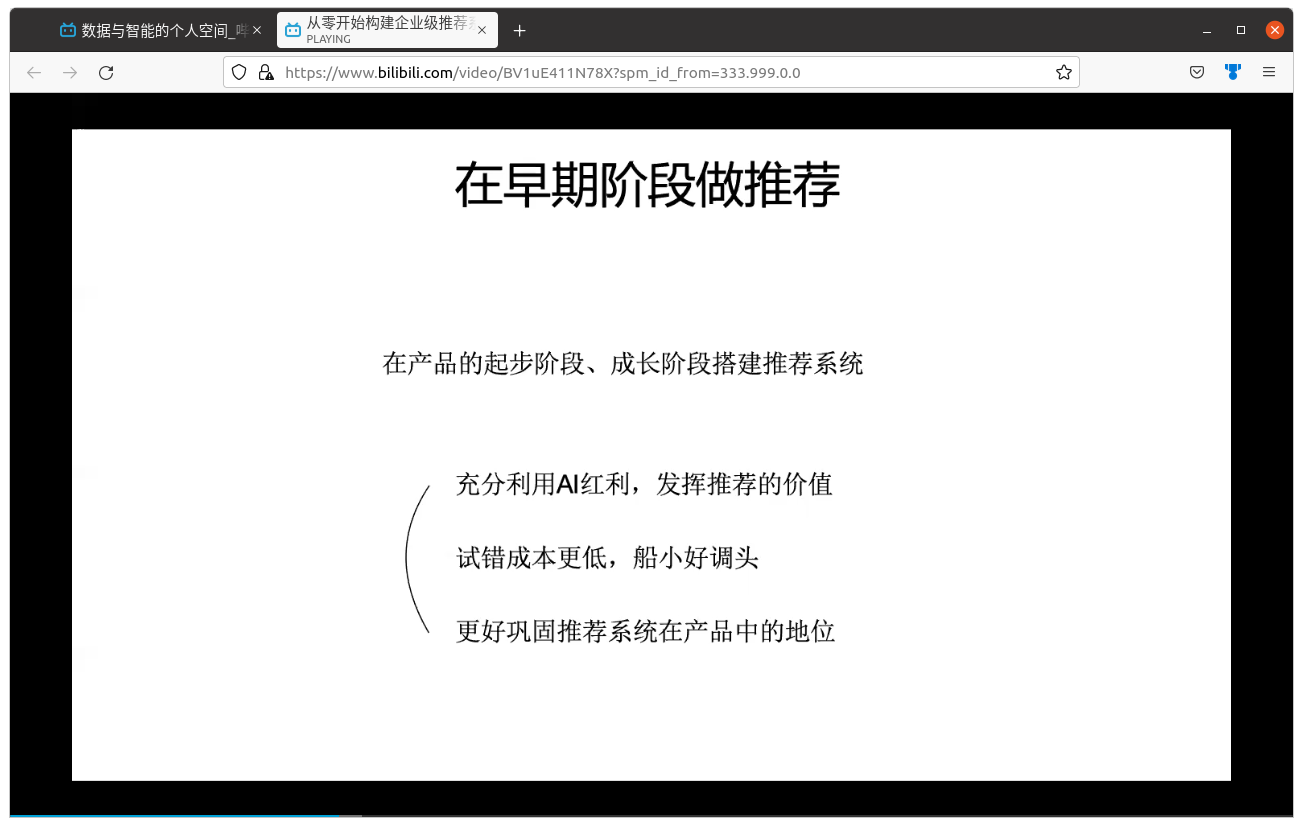 数据与智能的个人空间_哔
从零开始构建企业级推荐系
PLAYING
https://www.bilibili.com/video/BV1uE411N78X?spm_id_from=333.999.0.0
在早期阶段做推荐
在产品的起步阶段、成长阶段搭建推荐系统
充分利用AI红利，发挥推荐的价值
试错成本更低，船小好调头
更好巩固推荐系统在产品中的地位